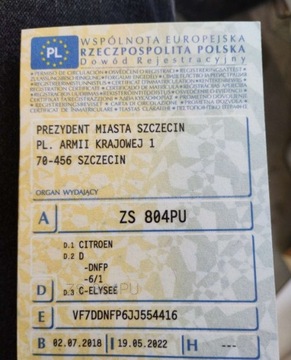 PL
WSPÓLNOTA EUROPEJSKA
RZECZPOSPOLITA POLSKA
Dowód Rejestracyjny
PREZYDENT MIASTA SZCZECIN
PL. ARMII KRAJOWEJ 1
70-456 SZCZECIN
ORGAN WYDAJĄCY
A ZS 804PU
D.1 CITROEN
D.2 D
-DNFP
-6/1
D D.3 C-ELYSEE
E VF7DDNFP6JJ554416
B 02.07.2018 I 19.05.2022 H ---